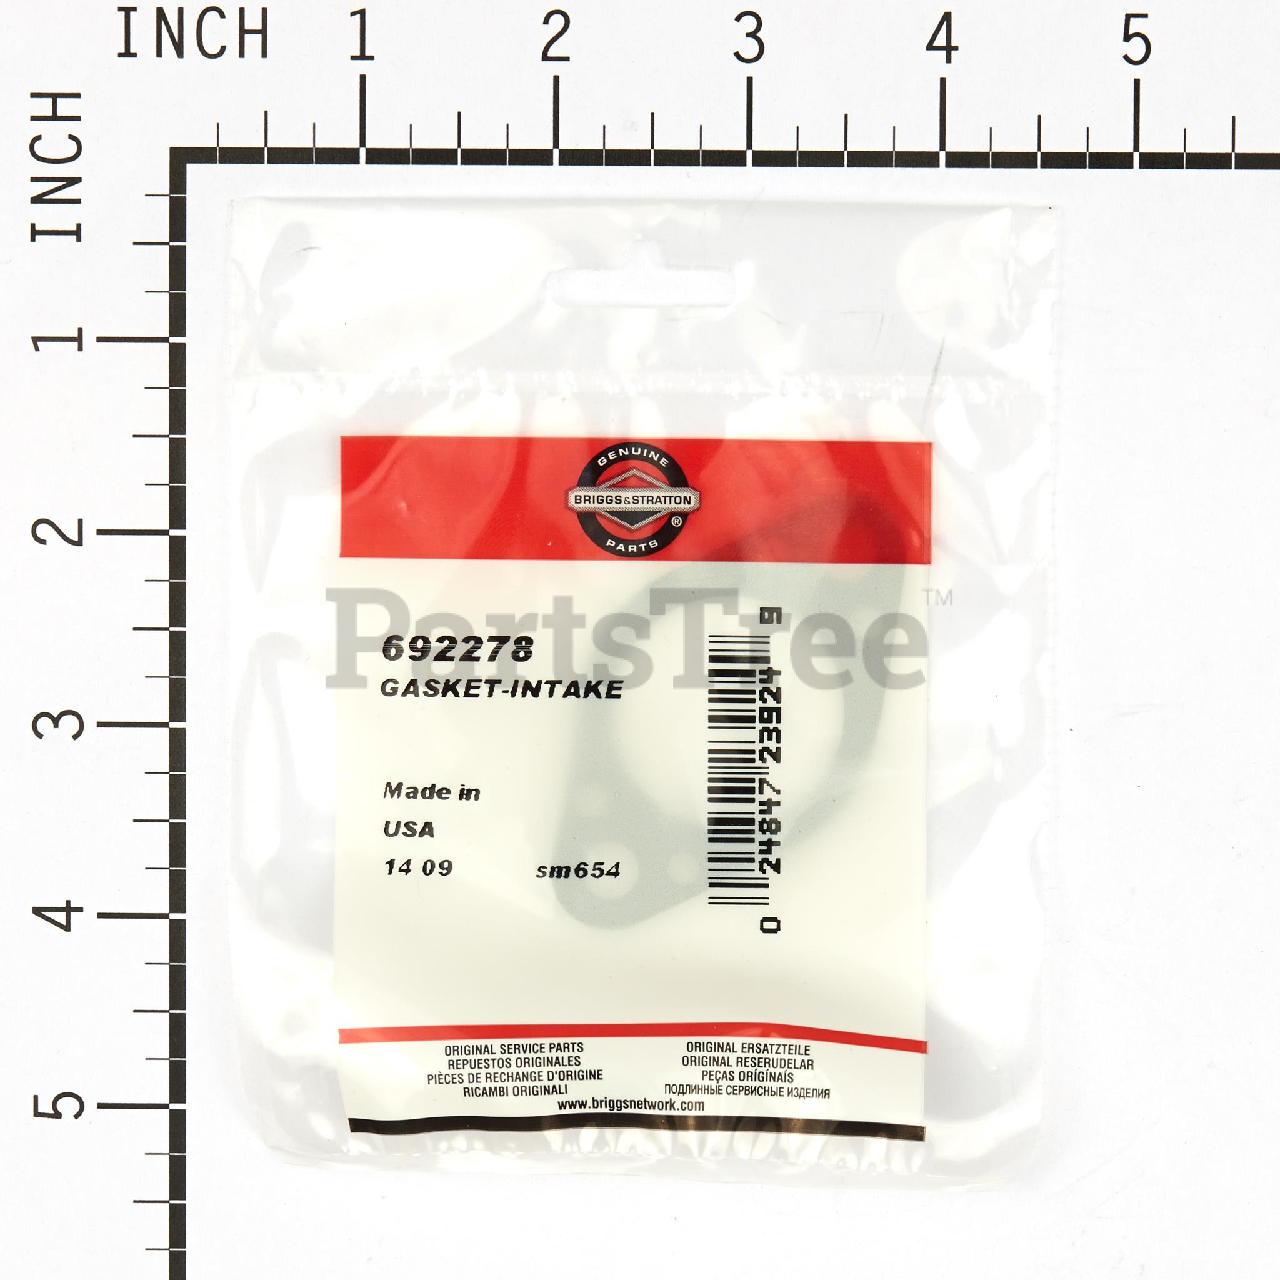 INCH 1 2 3 4 5
INCH
1
2
3
4
5
GENUINE
BRIGGS&STRATTON
®
PARTS
PartsTree™
692278
GASKET-INTAKE
Made in
USA
14 09 sm654
0 24847 23924 9
ORIGINAL SERVICE PARTS
REPUESTOS ORIGINALES
PIÈCES DE RECHANGE D'ORIGINE
RICAMBI ORIGINALI
ORIGINAL ERSATZTEILE
ORIGINAL RESERUDELAR
PEÇAS ORIGINAIS
ПОДЛИННЫЕ СЕРВИСНЫЕ ИЗДЕЛИЯ
www.briggsnetwork.com